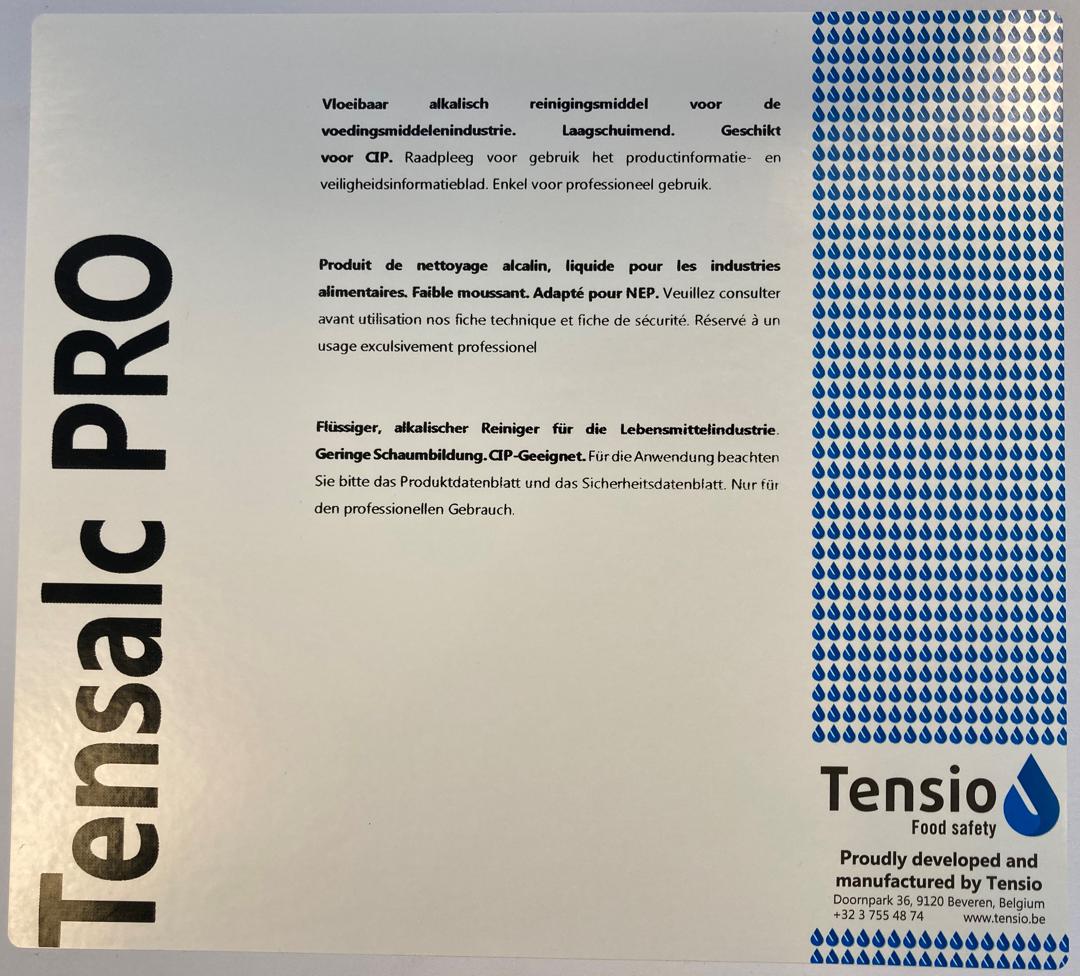 Tensalc PRO
Vloeibaar alkalisch reinigingsmiddel voor de
voedingsmiddelenindustrie. Laagschuimend. Geschikt
voor CIP. Raadpleeg voor gebruik het productinformatie- en
veiligheidsinformatieblad. Enkel voor professioneel gebruik.
Produit de nettoyage alcalin, liquide pour les industries
alimentaires. Faible moussant. Adapté pour NEP. Veuillez consulter
avant utilisation nos fiche technique et fiche de sécurité. Réservé à un
usage exculsivement professionel
Flüssiger, alkalischer Reiniger für die Lebensmittelindustrie.
Geringe Schaumbildung. CIP-Geeignet. Für die Anwendung beachten
Sie bitte das Produktdatenblatt und das Sicherheitsdatenblatt. Nur für
den professionellen Gebrauch.
Tensio
Food safety
Proudly developed and
manufactured by Tensio
Doornpark 36, 9120 Beveren, Belgium
+32 3 755 48 74 www.tensio.be